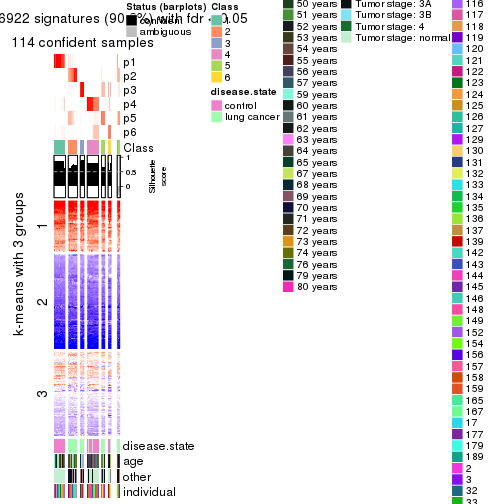 6922 signatures (90. %) with fdr < 0.05
114 confident samples
p1
p2
p3
p4
p5
p6
Class
1
0.5
0
Silhouette
score
k-means with 3 groups
1
2
3
disease.state
age
other
individual
Status (barplots)
confident
ambiguous
Class
1
2
3
4
5
6
disease.state
control
lung cancer
50 years
51 years
52 years
53 years
54 years
55 years
56 years
57 years
59 years
60 years
61 years
62 years
63 years
64 years
65 years
67 years
68 years
69 years
70 years
71 years
72 years
73 years
74 years
76 years
79 years
80 years
Tumor stage: 3A
Tumor stage: 3B
Tumor stage: 4
Tumor stage: normal
116
117
118
119
120
121
122
123
124
125
126
127
129
130
131
132
133
134
135
136
137
139
142
143
144
145
146
148
149
152
154
156
157
158
159
165
167
17
177
179
189
2
3
32
33